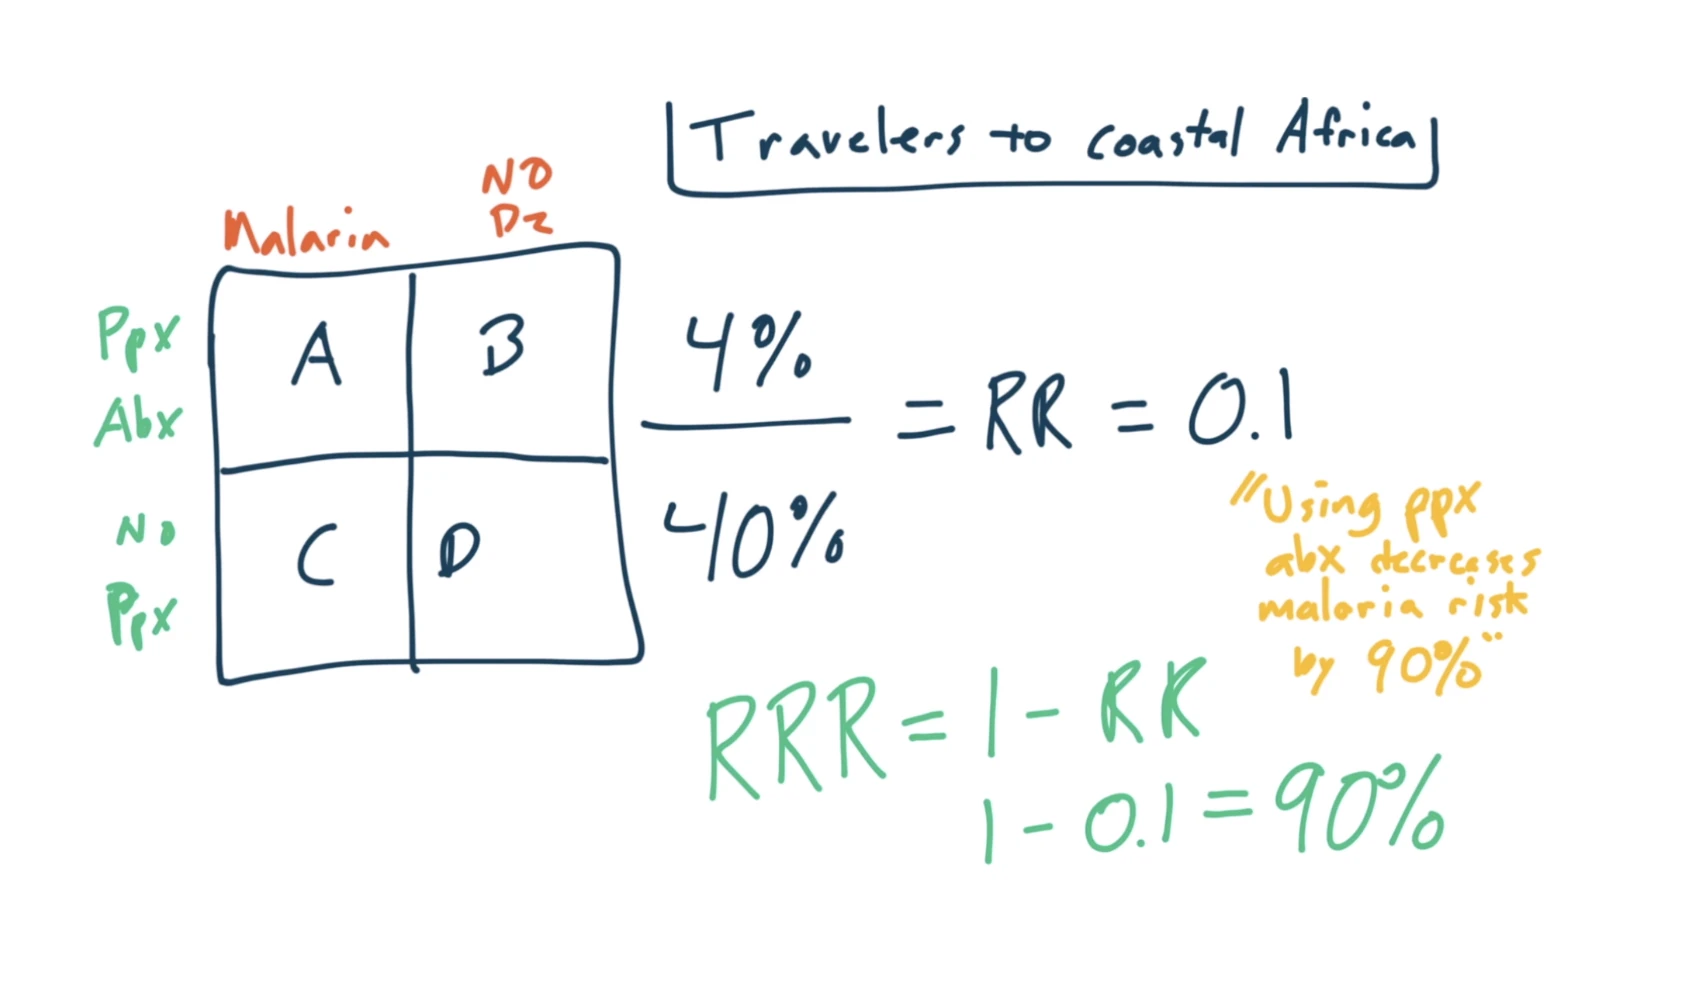 Travelers to coastal Africa
NO
Dz
Malaria
Ppx
Abx
A
B
No
Ppx
C
D
4%
40%
= RR = 0.1
"Using ppx
abx decreases
malaria risk
by 90%"
RRR = 1 - RR
1 - 0.1 = 90%